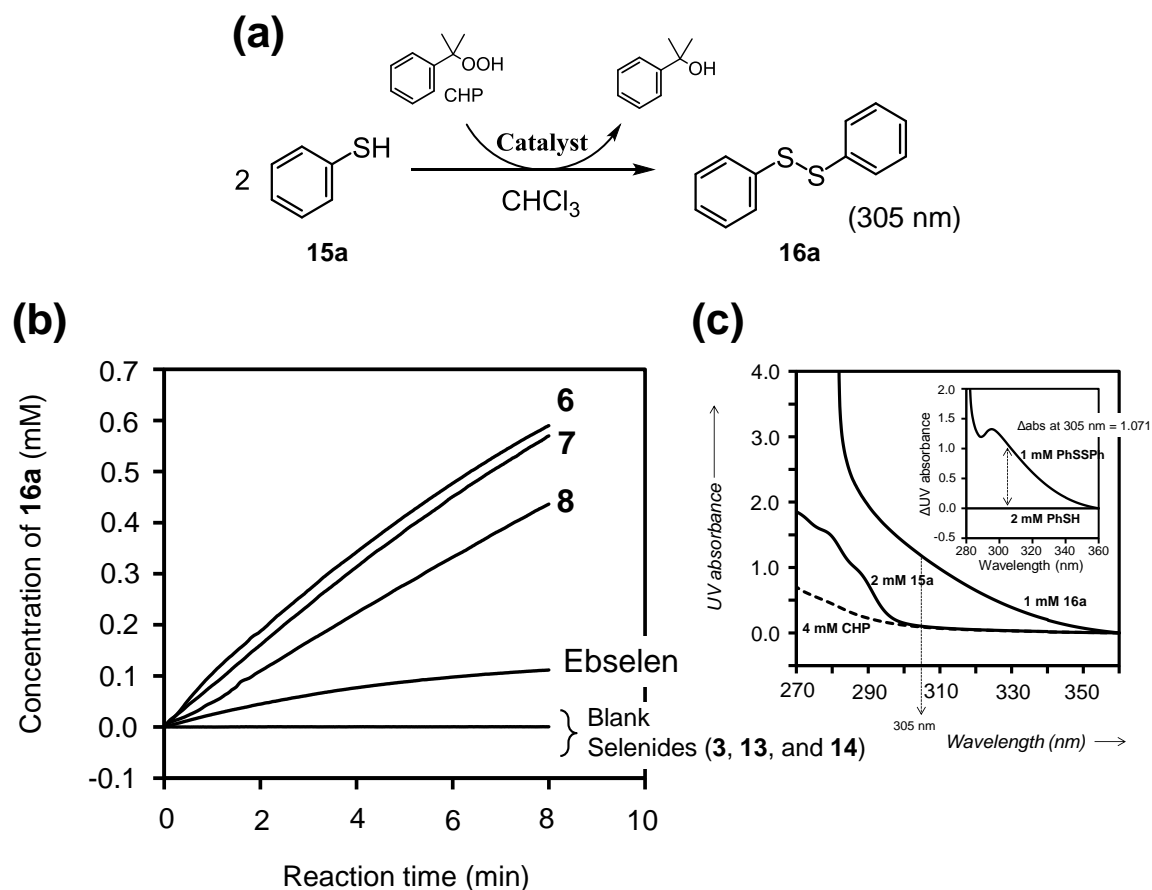 (a)
OOH
CHP
OH
2
SH
Catalyst
CHCl3
S
S
(305 nm)
15a
16a
(b)
Concentration of 16a (mM)
0.7
0.6
0.5
0.4
0.3
0.2
0.1
0.0
-0.1
6
7
8
Ebselen
Blank
Selenides (3, 13, and 14)
0
2
4
6
8
10
Reaction time (min)
(c)
UV absorbance
4.0
3.0
2.0
1.0
0.0
2 mM 15a
4 mM CHP
1 mM 16a
270
290
310
330
350
305 nm
Wavelength (nm)
ΔUV absorbance
2.0
1.5
1.0
0.5
0.0
-0.5
Δabs at 305 nm = 1.071
1 mM PhSSPh
2 mM PhSH
280
300
320
340
360
Wavelength (nm)